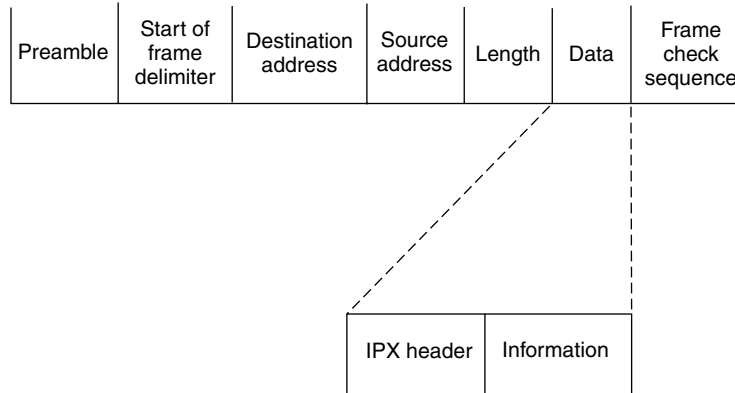 Preamble
Start of
frame
delimiter
Destination
address
Source
address
Length
Data
Frame
check
sequence
IPX header
Information